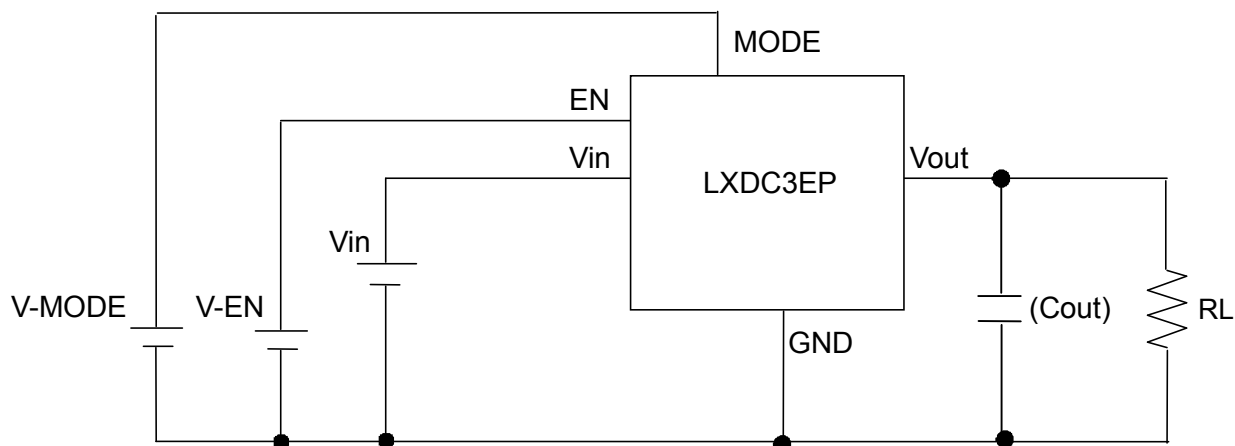 MODE
EN
Vin
LXDC3EP
Vout
Vin
V-MODE
V-EN
(Cout)
RL
GND